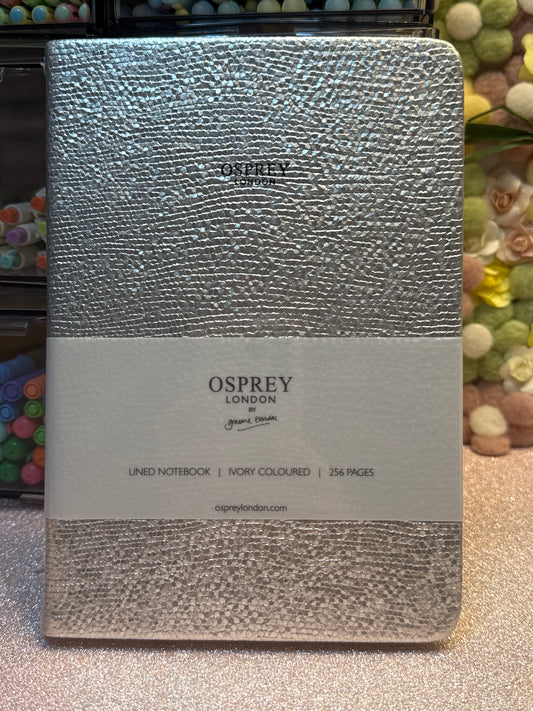 OSPREY
LONDON
OSPREY
LONDON
BY
LINED NOTEBOOK | IVORY COLOURED | 256 PAGES
ospreylondon.com